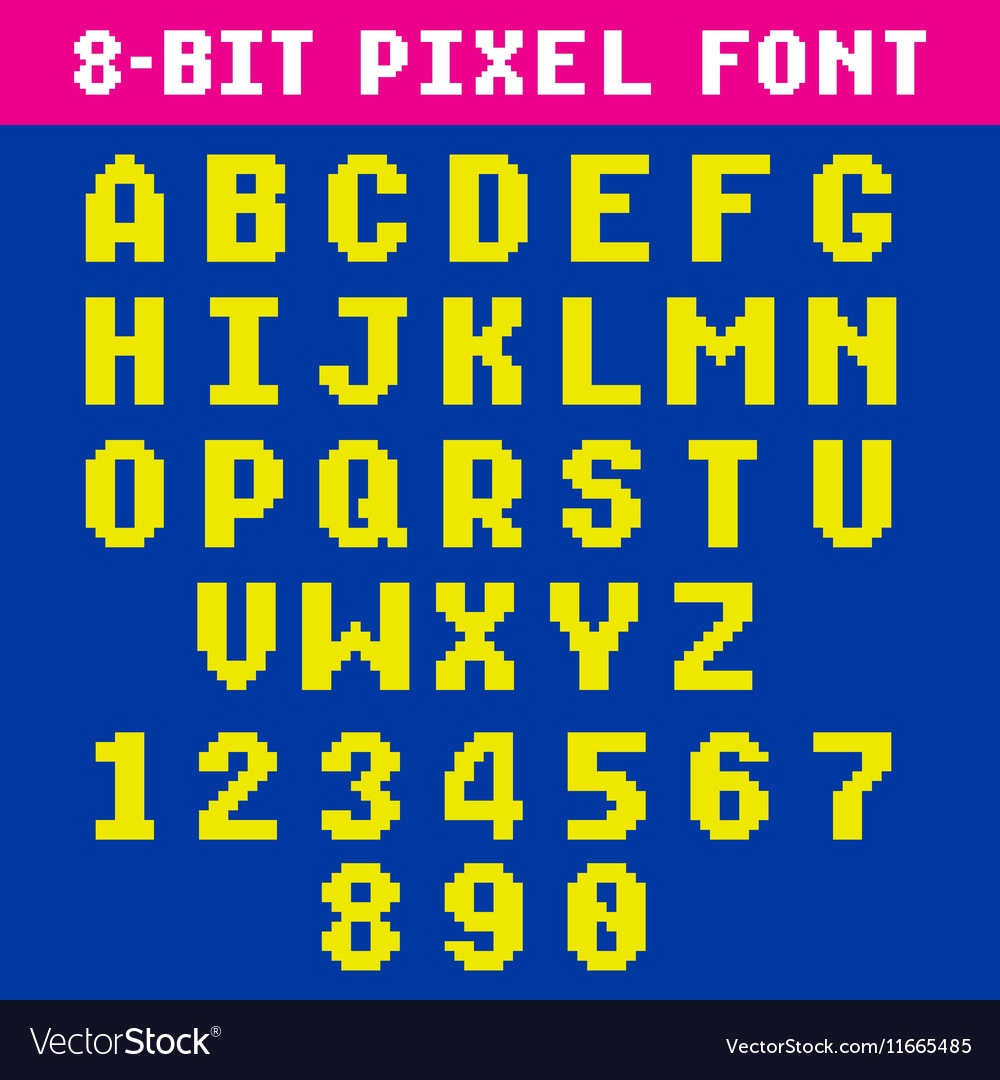 8-BIT PIXEL FONT
A B C D E F G
H I J K L M N
O P Q R S T U
V W X Y Z
1 2 3 4 5 6 7
8 9 0
VectorStock®
VectorStock.com/11665485